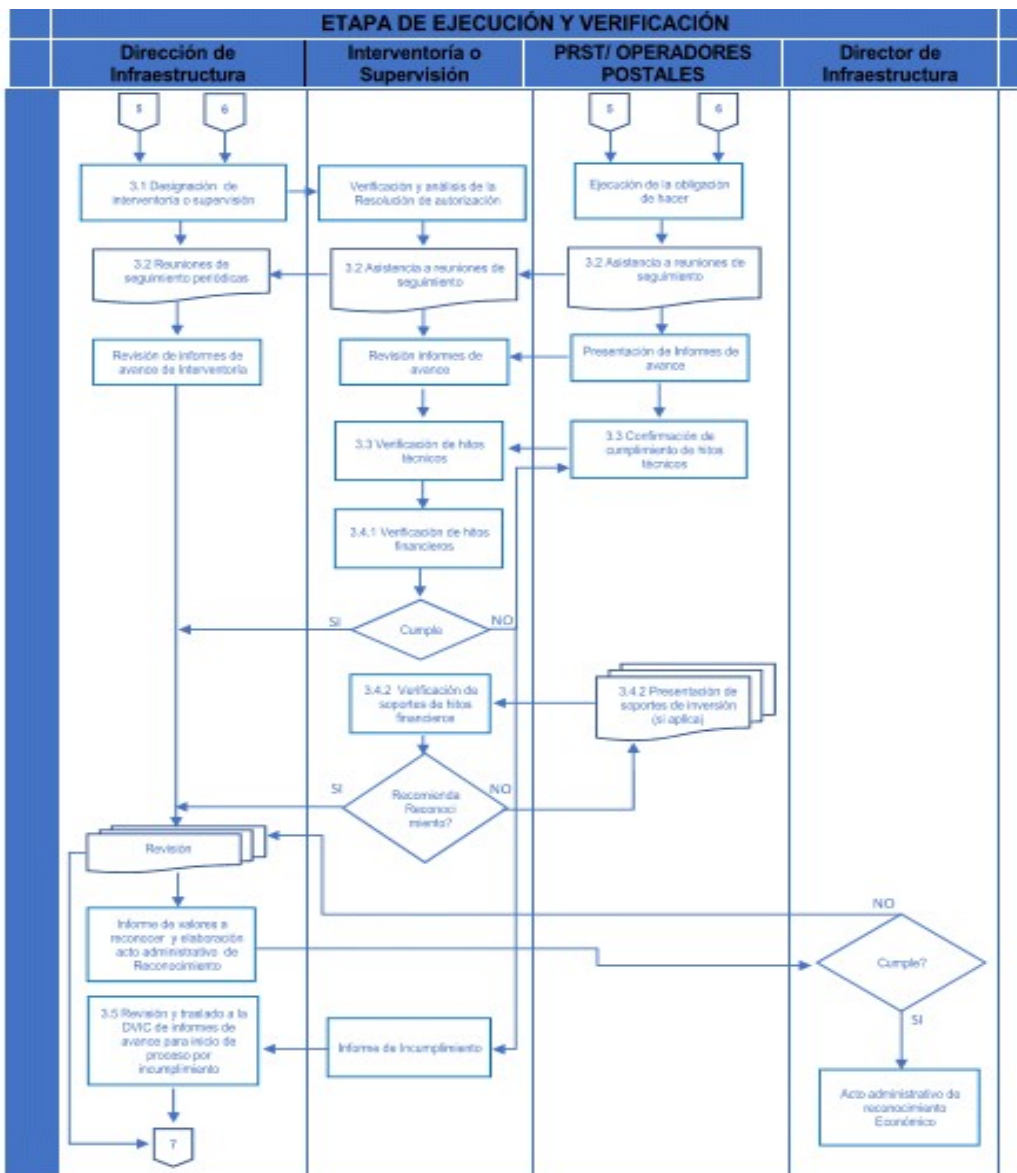 ETAPA DE EJECUCIÓN Y VERIFICACIÓN
Dirección de
Infraestructura
Interventoría o
Supervisión
PRST/ OPERADORES
POSTALES
Director de
Infraestructura
5
6
5
6
3.1 Designación de
interventoría o supervisión
Verificación y análisis de la
Resolución de autorización
Ejecución de la obligación
de hacer
3.2 Reuniones de
seguimiento periódicas
3.2 Asistencia a reuniones de
seguimiento
3.2 Asistencia a reuniones de
seguimiento
Revisión de informes de
avance de Interventoría
Revisión informes de
avance
Presentación de Informes de
avance
3.3 Verificación de hitos
técnicos
3.3 Confirmación de
cumplimiento de hitos
técnicos
3.4.1 Verificación de hitos
financieros
SI
Cumple
NO
3.4.2 Verificación de
soportes de hitos
financieros
3.4.2 Presentación de
soportes de inversión
(si aplica)
SI
Recomienda
Reconoci
miento?
NO
Revisión
NO
Informe de valores a
reconocer y elaboración
acto administrativo de
Reconocimiento
Cumple?
SI
3.5 Revisión y traslado a la
DVIC de informes de
avance para inicio de
proceso por
incumplimiento
Informe de Incumplimiento
Acto administrativo de
reconocimiento
Económico
7